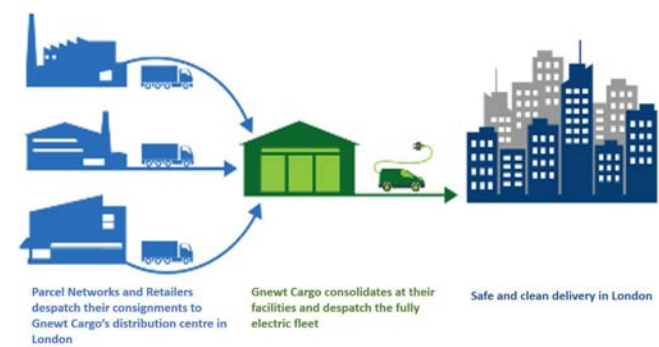 Parcel Networks and Retailers
despatch their consignments to
Gnewt Cargo's distribution centre in
London
Gnewt Cargo consolidates at their
facilities and despatch the fully
electric fleet
Safe and clean delivery in London